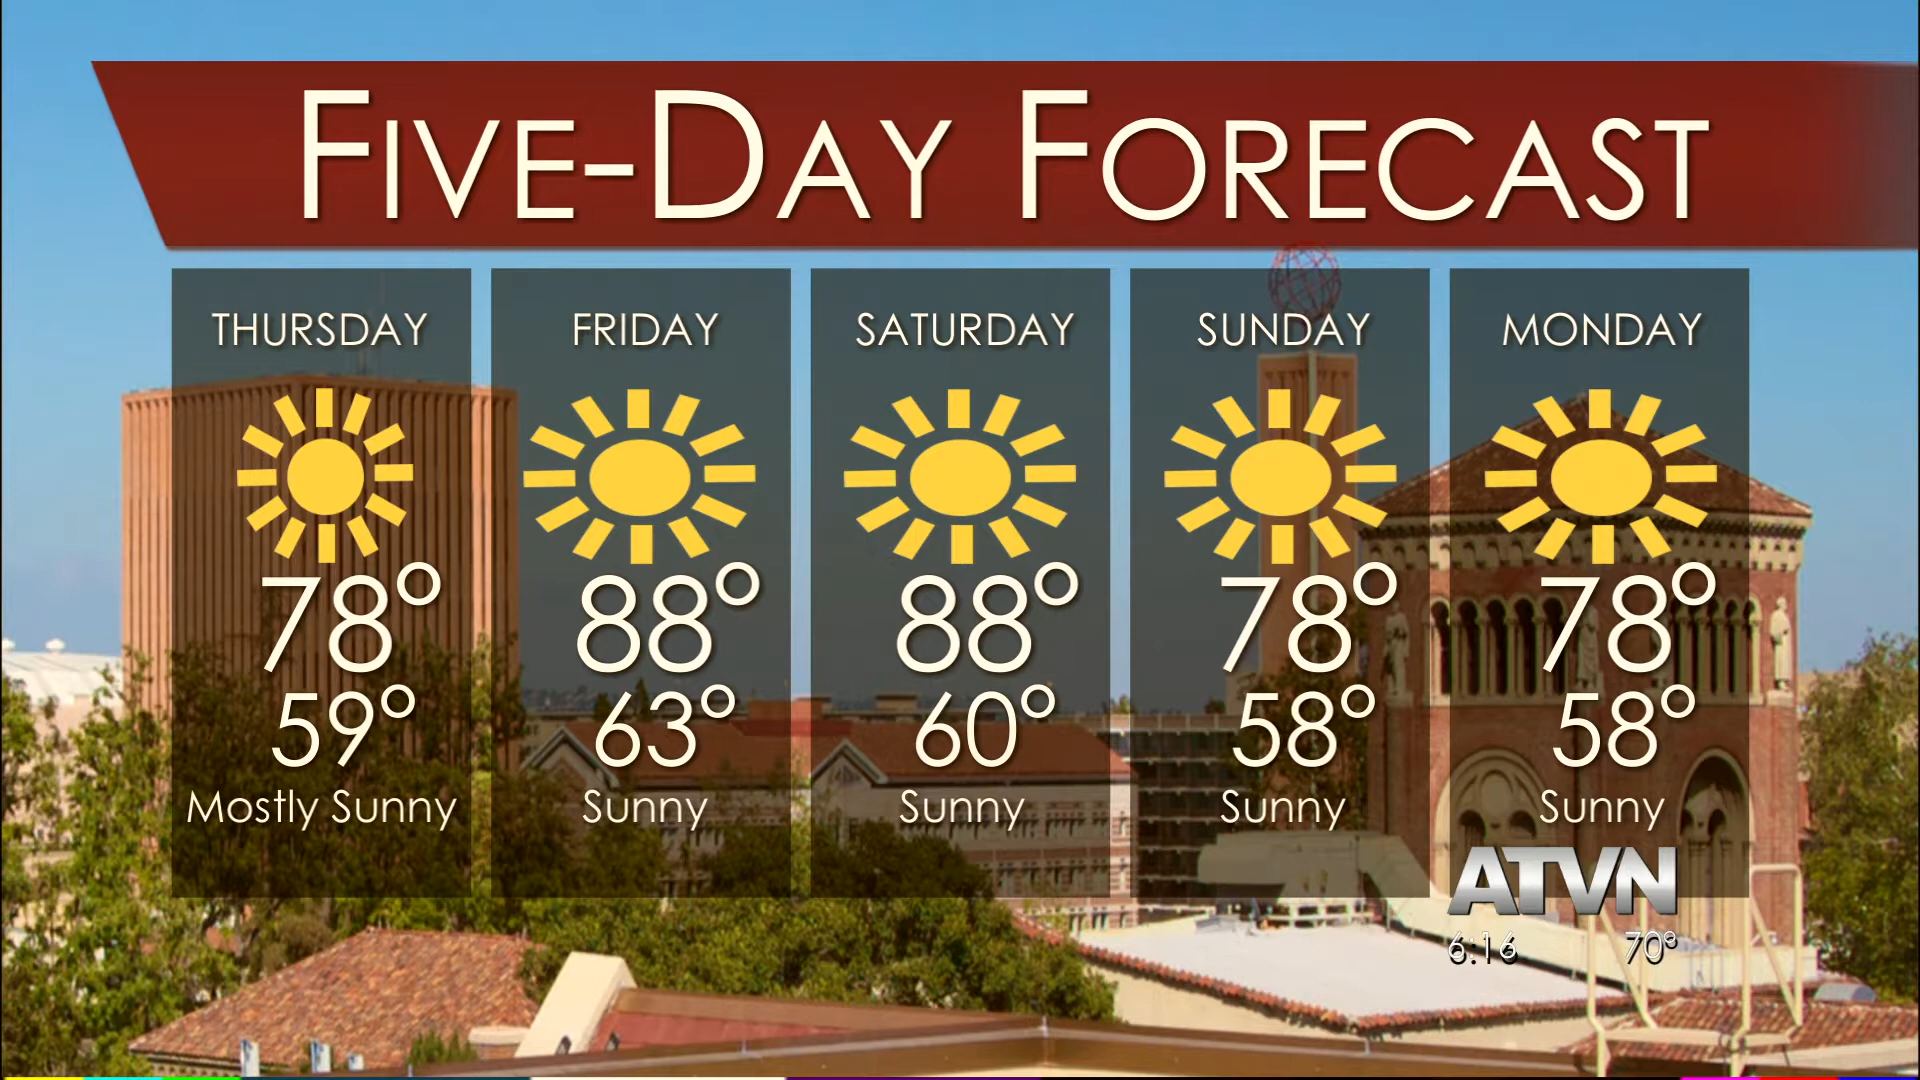 FIVE-DAY FORECAST
THURSDAY
78°
59°
Mostly Sunny
FRIDAY
88°
63°
Sunny
SATURDAY
88°
60°
Sunny
SUNDAY
78°
58°
Sunny
MONDAY
78°
58°
Sunny
ATVN
6:16 70°